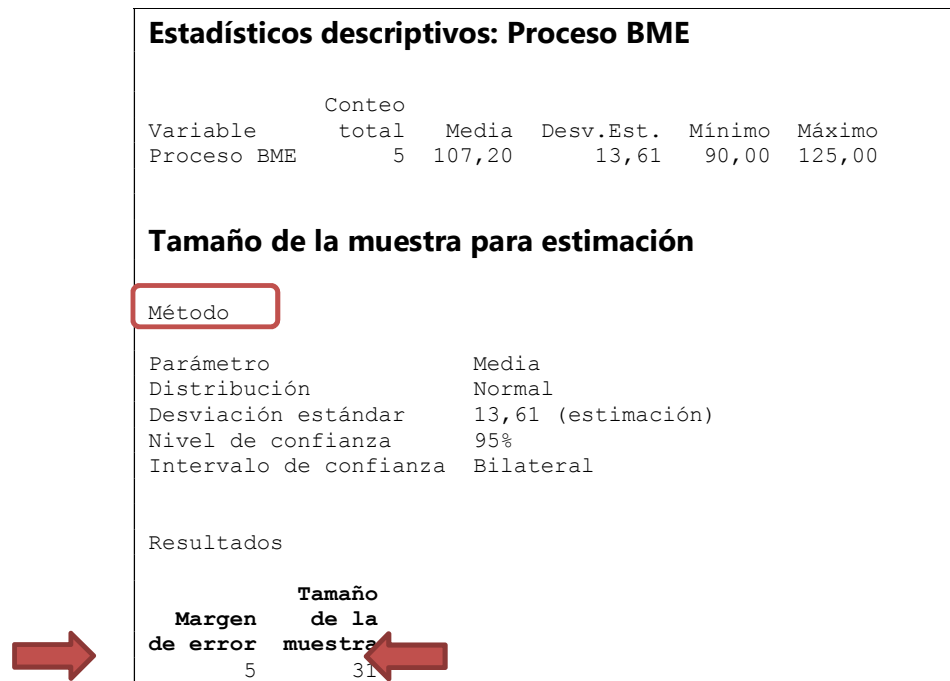 Estadísticos descriptivos: Proceso BME
Conteo
Variable total Media Desv.Est. Mínimo Máximo
Proceso BME 5 107,20 13,61 90,00 125,00
Tamaño de la muestra para estimación
Método
Parámetro Media
Distribución Normal
Desviación estándar 13,61 (estimación)
Nivel de confianza 95%
Intervalo de confianza Bilateral
Resultados
Tamaño
Margen de la
de error muestra
5 31